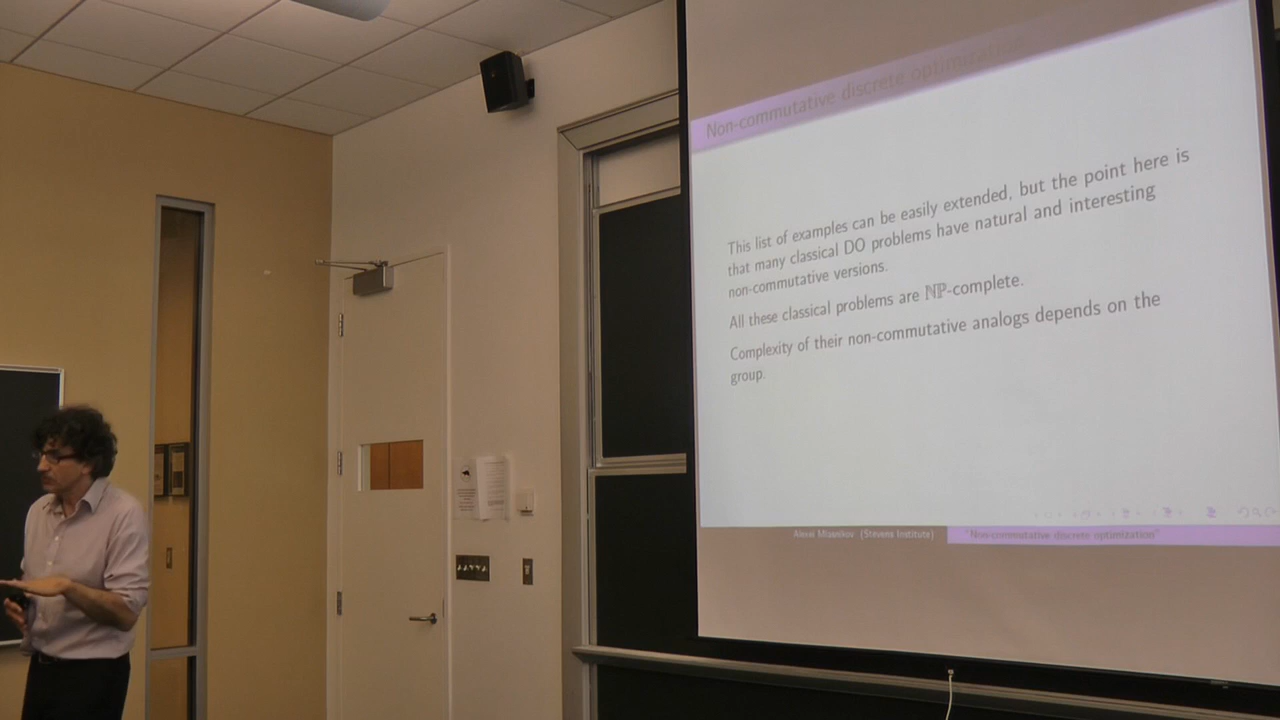 Non-commutative discrete optimization
This list of examples can be easily extended, but the point here is
that many classical DO problems have natural and interesting
non-commutative versions.
All these classical problems are ℕℙ-complete.
Complexity of their non-commutative analogs depends on the
group.
Alexei Miasnikov (Stevens Institute) "Non-commutative discrete optimization"